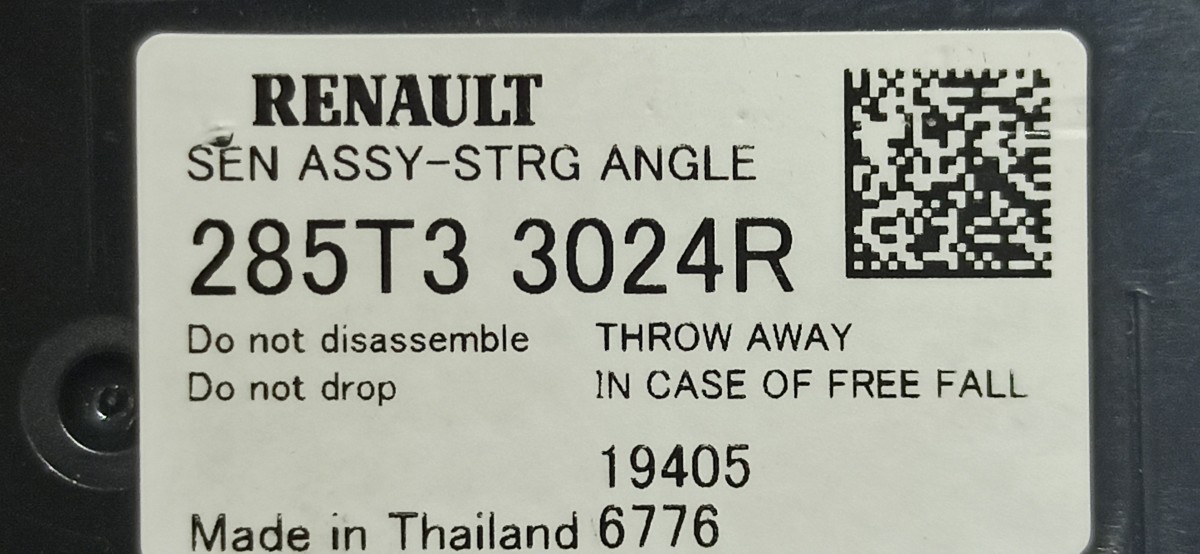 RENAULT
SEN ASSY-STRG ANGLE
285T3 3024R
Do not disassemble THROW AWAY
Do not drop IN CASE OF FREE FALL
19405
Made in Thailand 6776